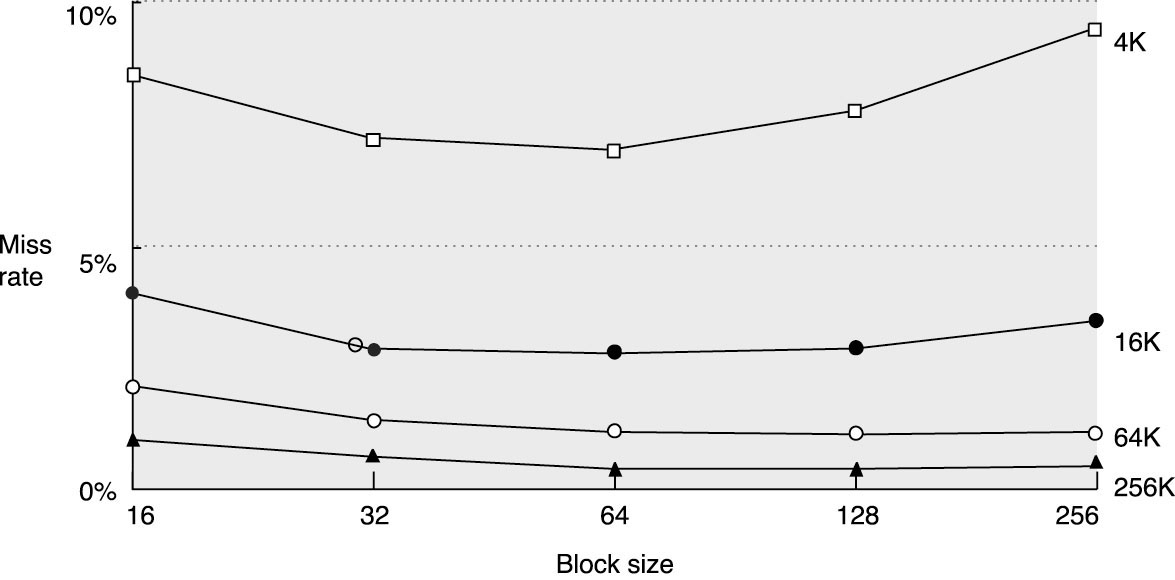 10%
4K
Miss
rate
5%
16K
64K
0%
256K
16
32
64
128
256
Block size